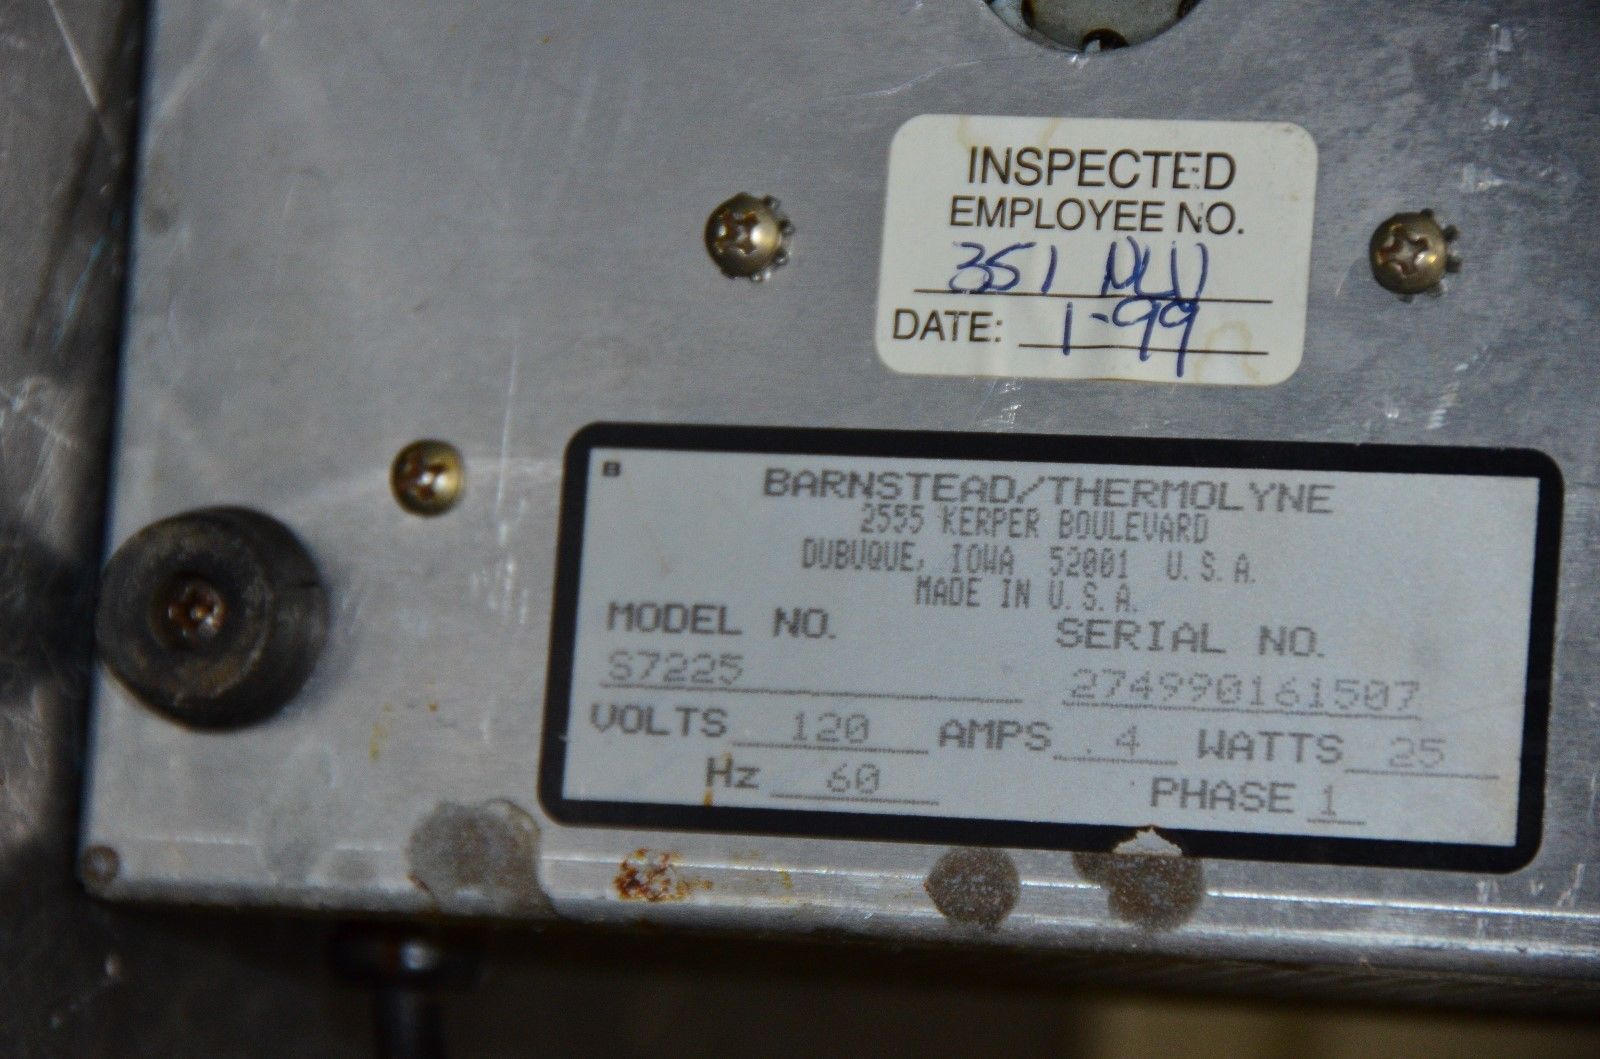 INSPECTED
EMPLOYEE NO.
351
DATE: 1-99
B
BARNSTEAD/THERMOLYNE
2555 KERPER BOULEVARD
DUBUQUE, IOWA 52001 U.S.A.
MADE IN U.S.A.
MODEL NO. SERIAL NO.
S7225 274990161507
VOLTS 120 AMPS .4 WATTS 25
Hz 60 PHASE 1